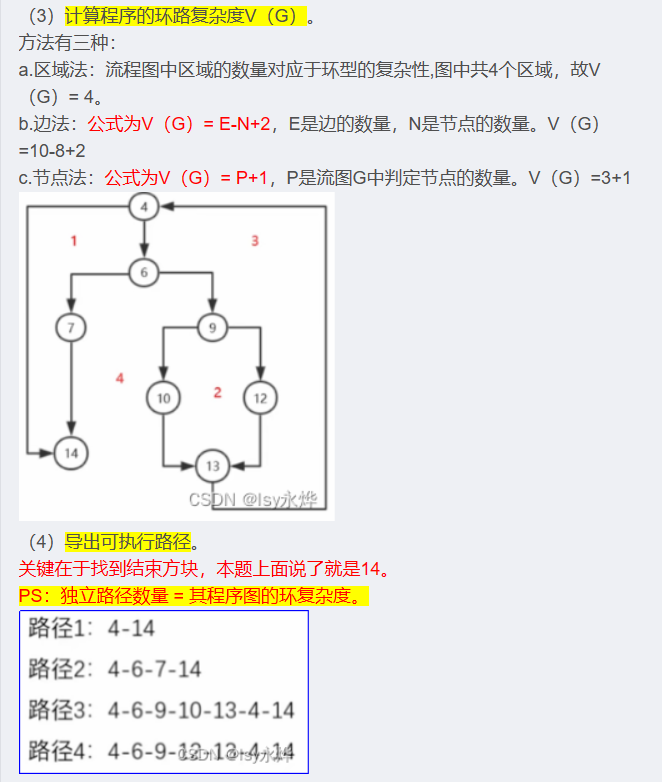 （3）计算程序的环路复杂度V（G）。
方法有三种：
a.区域法：流程图中区域的数量对应于环型的复杂性,图中共4个区域，故V
（G）= 4。
b.边法：公式为V（G）= E-N+2，E是边的数量，N是节点的数量。V（G）
=10-8+2
c.节点法：公式为V（G）= P+1，P是流图G中判定节点的数量。V（G）=3+1
4
1
3
6
7
9
4
10
2
12
14
13
CSDN @lsy永烨
（4）导出可执行路径。
关键在于找到结束方块，本题上面说了就是14。
PS：独立路径数量 = 其程序图的环复杂度。
路径1：4-14
路径2：4-6-7-14
路径3：4-6-9-10-13-4-14
路径4：4-6-9-12-13-4-14
CSDN @lsy永烨